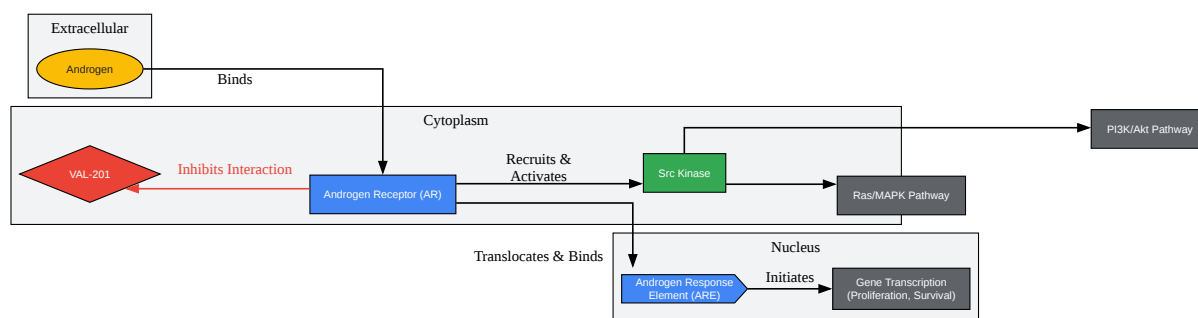 Extracellular
Androgen
Binds
Cytoplasm
VAL-201
Inhibits Interaction
Androgen Receptor (AR)
Recruits &
Activates
Src Kinase
PI3K/Akt Pathway
Ras/MAPK Pathway
Translocates & Binds
Nucleus
Androgen Response
Element (ARE)
Initiates
Gene Transcription
(Proliferation, Survival)